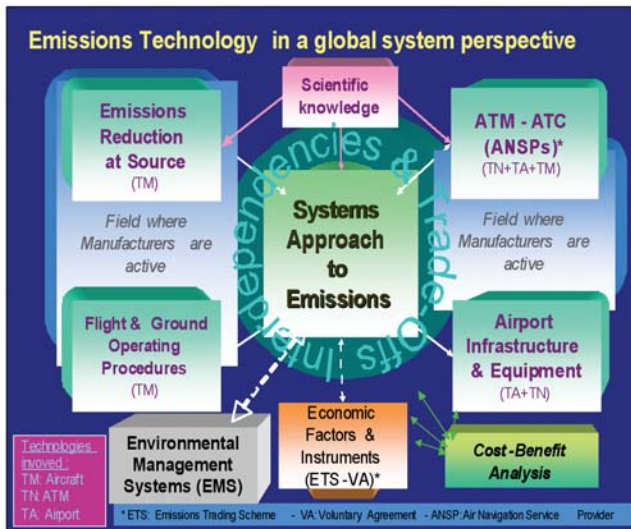 Emissions Technology in a global system perspective
Scientific
knowledge
Emissions
Reduction
at Source
(TM)
ATM - ATC
(ANSPs)*
(TN+TA+TM)
Interdependencies & Trade-Offs
Systems
Approach
to
Emissions
Field where
Manufacturers are
active
Field where
Manufacturers are
active
Flight & Ground
Operating
Procedures
(TM)
Airport
Infrastructure
& Equipment
(TA+TN)
Environmental
Management
Systems (EMS)
Economic
Factors &
Instruments
(ETS -VA)*
Cost-Benefit
Analysis
Technologies
invoved :
TM: Aircraft
TN: ATM
TA: Airport
* ETS: Emissions Trading Scheme - VA: Voluntary Agreement - ANSP: Air Navigation Service Provider